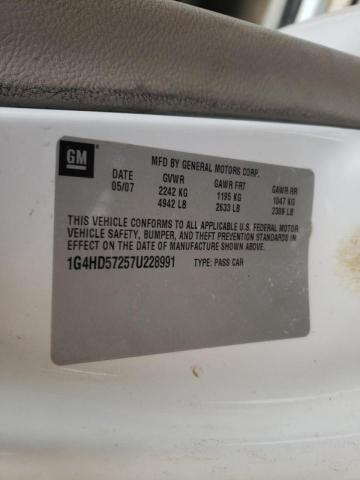 GM
MFD BY GENERAL MOTORS CORP.
DATE GVWR GAWR FRT GAWR RR
05/07 2242 KG 1195 KG 1047 KG
4942 LB 2633 LB 2309 LB
THIS VEHICLE CONFORMS TO ALL APPLICABLE U.S. FEDERAL MOTOR
VEHICLE SAFETY, BUMPER, AND THEFT PREVENTION STANDARDS IN
EFFECT ON THE DATE OF MANUFACTURE SHOWN ABOVE.
1G4HD57257U228991 TYPE: PASS CAR